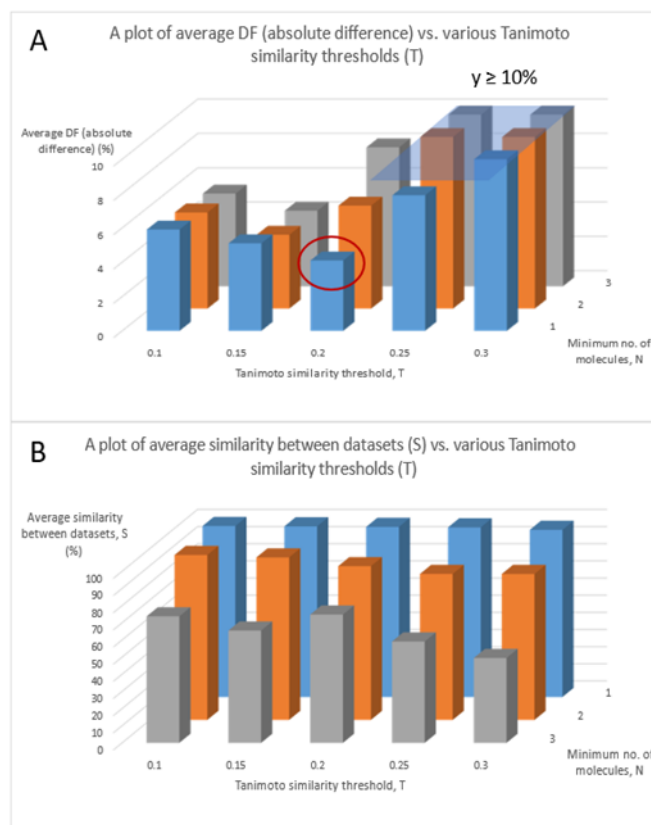 A
A plot of average DF (absolute difference) vs. various Tanimoto
similarity thresholds (T)
y ≥ 10%
Average DF (absolute
difference) (%)
10
8
6
4
2
0
0.1
0.15
0.2
0.25
0.3
1
2
3
Tanimoto similarity threshold, T
Minimum no. of
molecules, N
B
A plot of average similarity between datasets (S) vs. various Tanimoto
similarity thresholds (T)
Average similarity
between datasets, S
(%)
100
90
80
70
60
50
40
30
20
10
0
0.1
0.15
0.2
0.25
0.3
3
2
1
Tanimoto similarity threshold, T
Minimum no. of
molecules, N